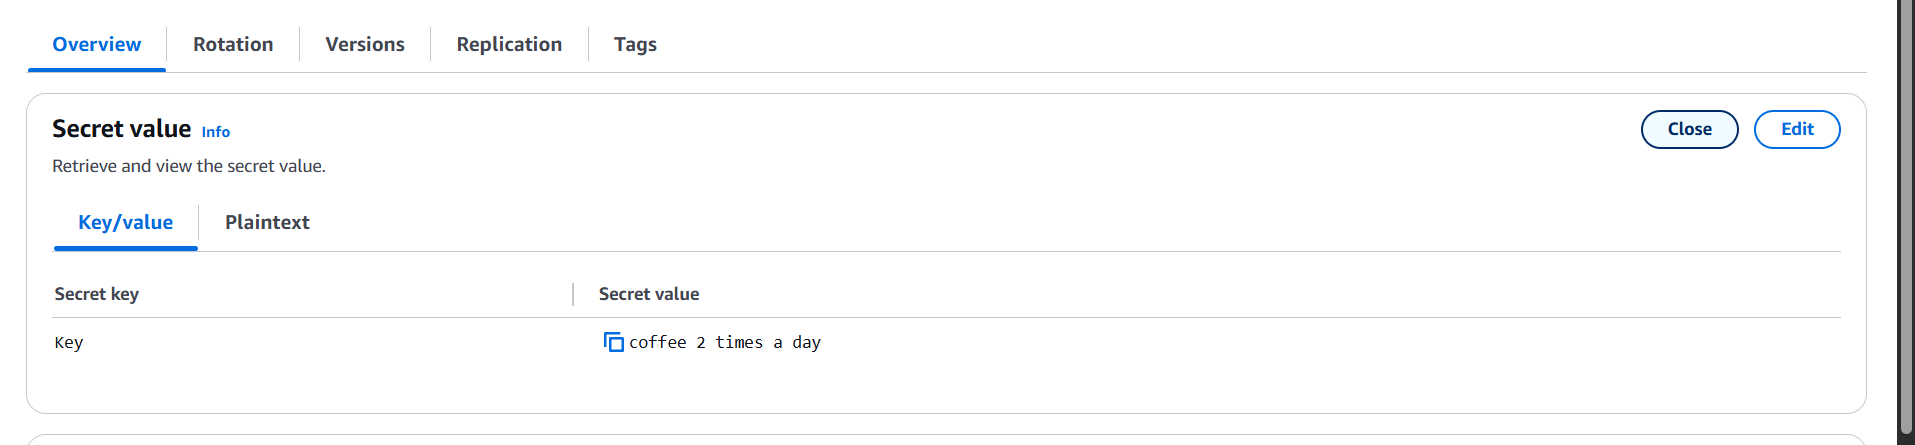 Overview Rotation Versions Replication Tags
Secret value Info Close Edit
Retrieve and view the secret value.
Key/value Plaintext
Secret key Secret value
Key coffee 2 times a day